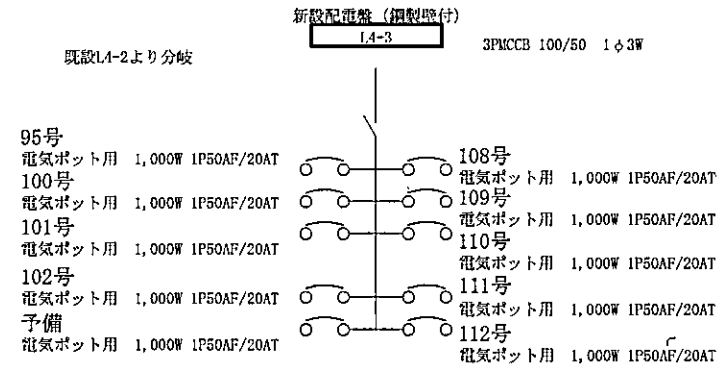 新設配電盤（鋼製壁付）
L4-3
3PMCCB 100/50 1φ3W
既設L4-2より分岐
95号
電気ポット用 1,000W 1P50AF/20AT
100号
電気ポット用 1,000W 1P50AF/20AT
101号
電気ポット用 1,000W 1P50AF/20AT
102号
電気ポット用 1,000W 1P50AF/20AT
予備
電気ポット用 1,000W 1P50AF/20AT
108号
電気ポット用 1,000W 1P50AF/20AT
109号
電気ポット用 1,000W 1P50AF/20AT
110号
電気ポット用 1,000W 1P50AF/20AT
111号
電気ポット用 1,000W 1P50AF/20AT
112号
電気ポット用 1,000W 1P50AF/20AT